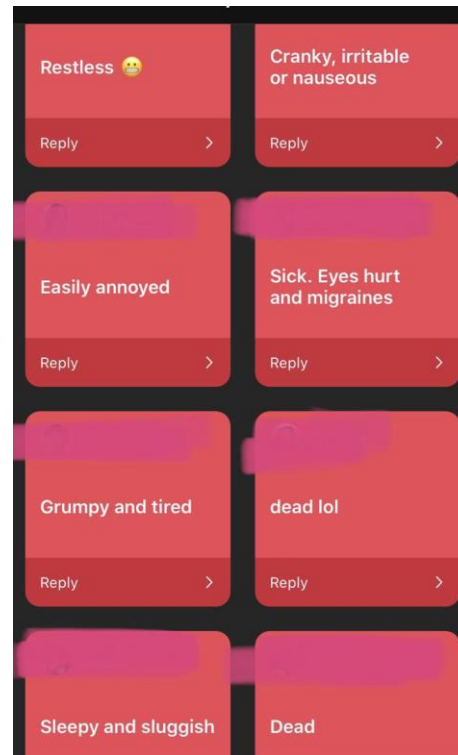 Restless 😬
Cranky, irritable
or nauseous
Reply
Reply
Easily annoyed
Sick. Eyes hurt
and migraines
Reply
Reply
Grumpy and tired
dead lol
Reply
Reply
Sleepy and sluggish
Dead